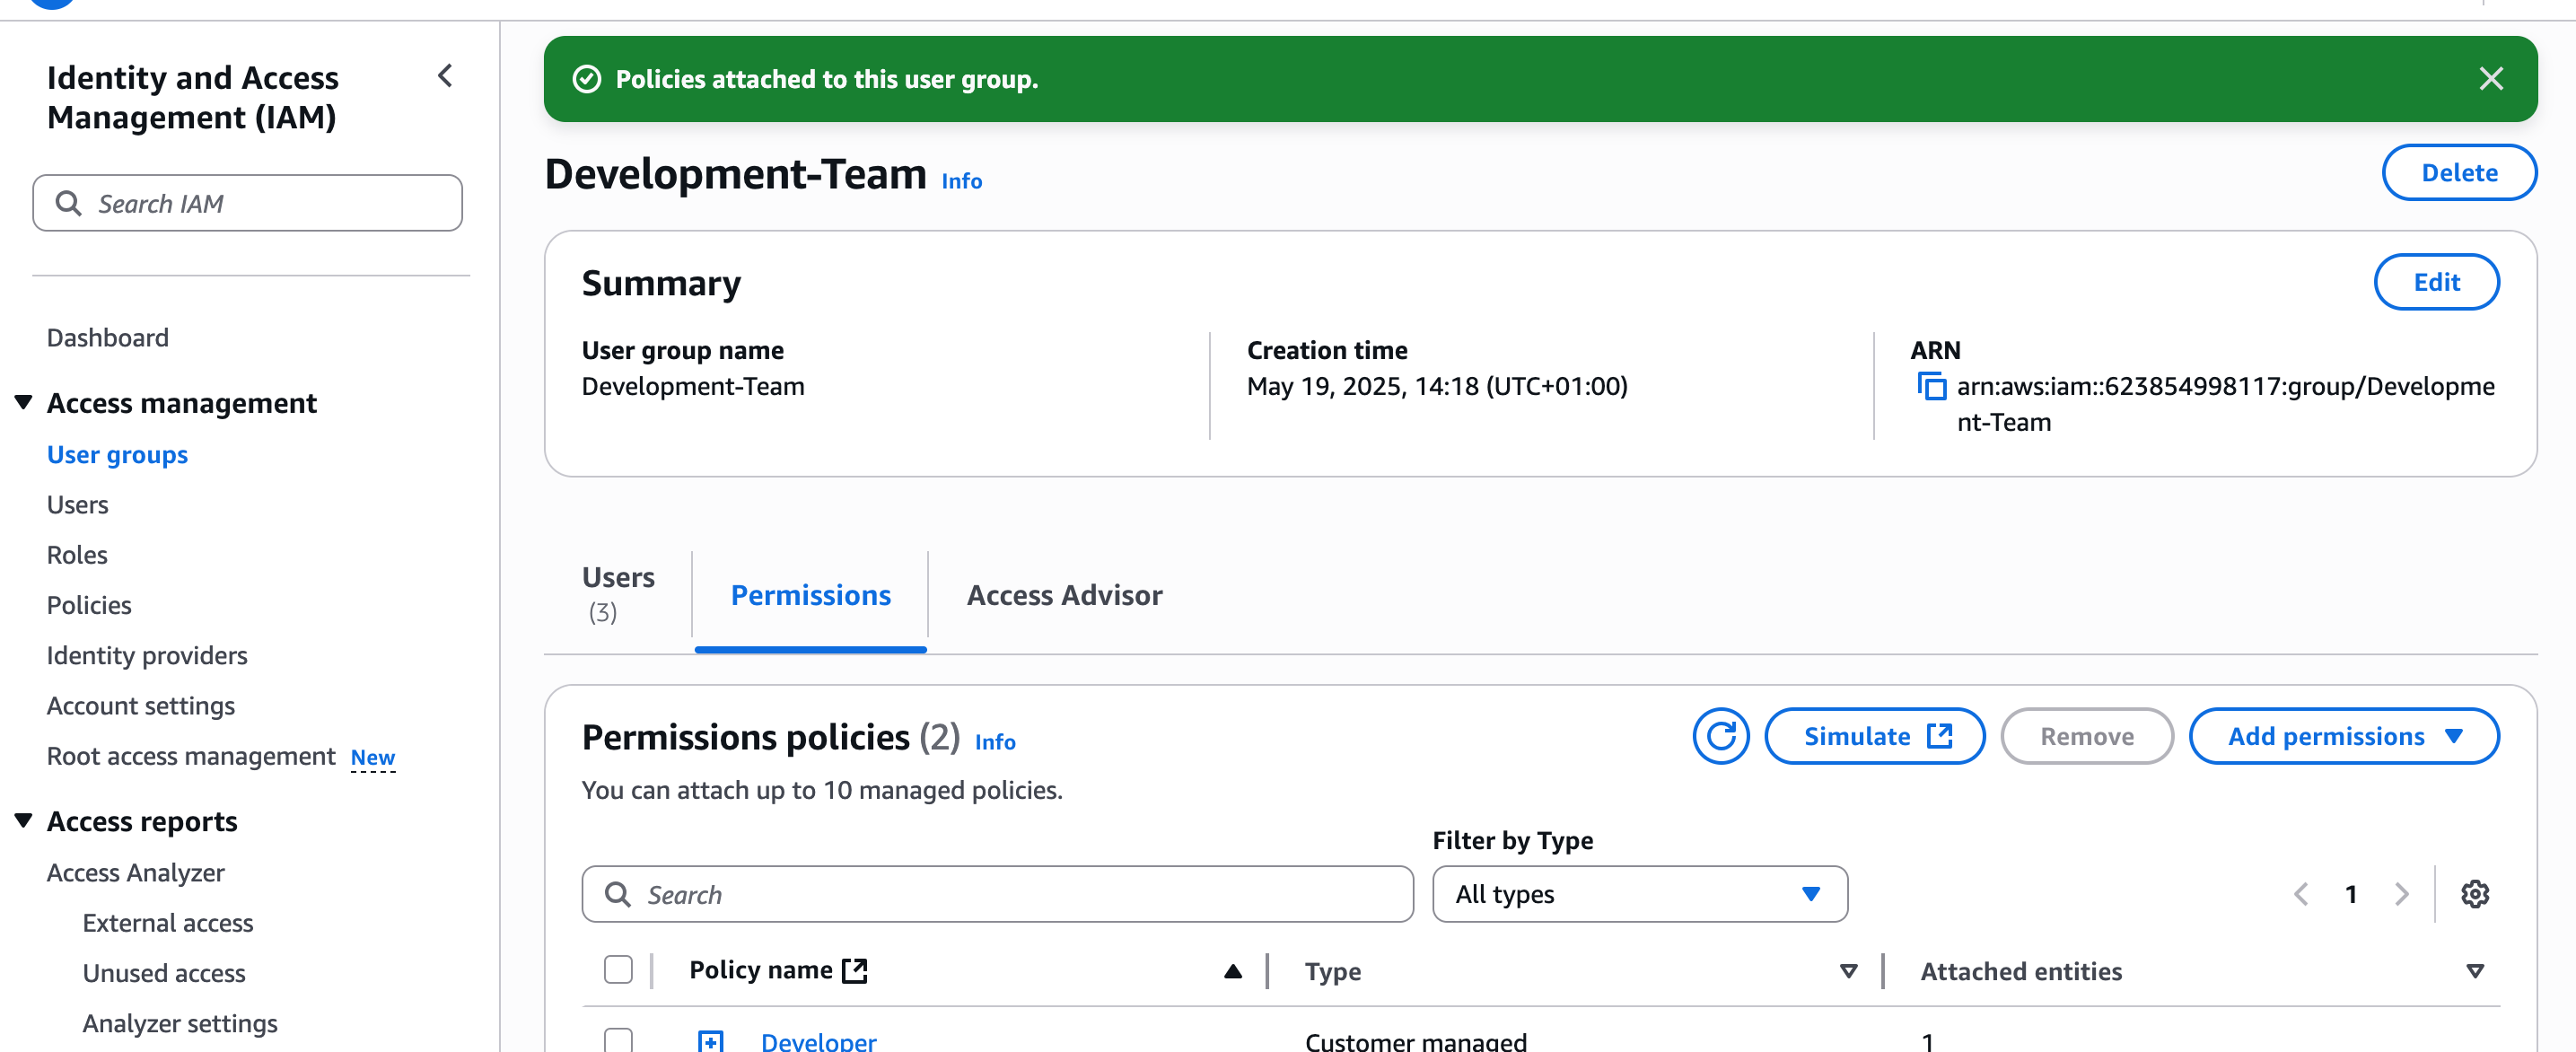 Identity and Access
Management (IAM)
Search IAM
Dashboard
Access management
User groups
Users
Roles
Policies
Identity providers
Account settings
Root access management New
Access reports
Access Analyzer
External access
Unused access
Analyzer settings
Policies attached to this user group.
Development-Team Info
Delete
Summary
Edit
User group name
Development-Team
Creation time
May 19, 2025, 14:18 (UTC+01:00)
ARN
arn:aws:iam::623854998117:group/Developme
nt-Team
Users
(3)
Permissions
Access Advisor
Permissions policies (2) Info
Simulate
Remove
Add permissions
You can attach up to 10 managed policies.
Filter by Type
Search
All types
1
Policy name
Type
Attached entities
Developer
Customer managed
1